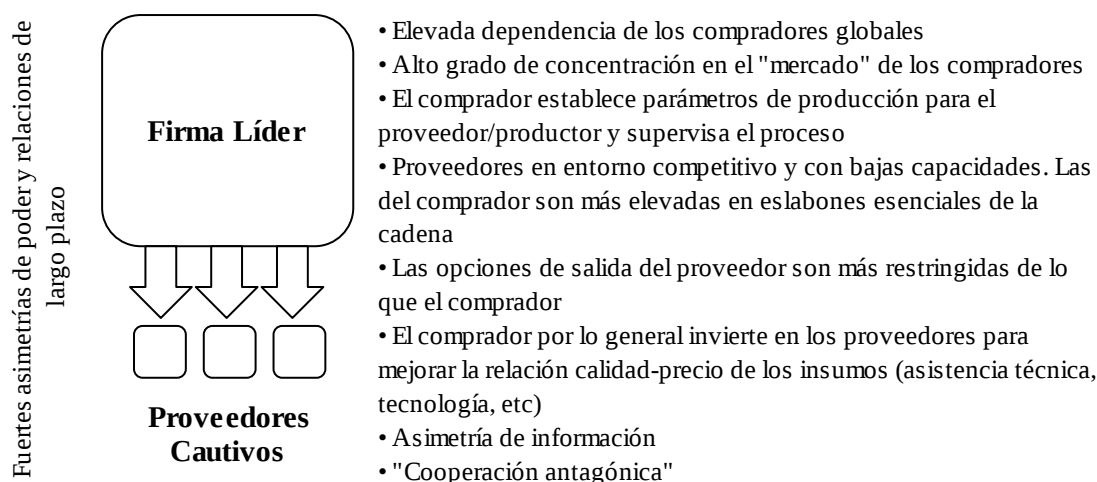 Fuertes asimetrías de poder y relaciones de
largo plazo
Firma Líder
Proveedores
Cautivos
• Elevada dependencia de los compradores globales
• Alto grado de concentración en el "mercado" de los compradores
• El comprador establece parámetros de producción para el
proveedor/productor y supervisa el proceso
• Proveedores en entorno competitivo y con bajas capacidades. Las
del comprador son más elevadas en eslabones esenciales de la
cadena
• Las opciones de salida del proveedor son más restringidas de lo
que el comprador
• El comprador por lo general invierte en los proveedores para
mejorar la relación calidad-precio de los insumos (asistencia técnica,
tecnología, etc)
• Asimetría de información
• "Cooperación antagónica"